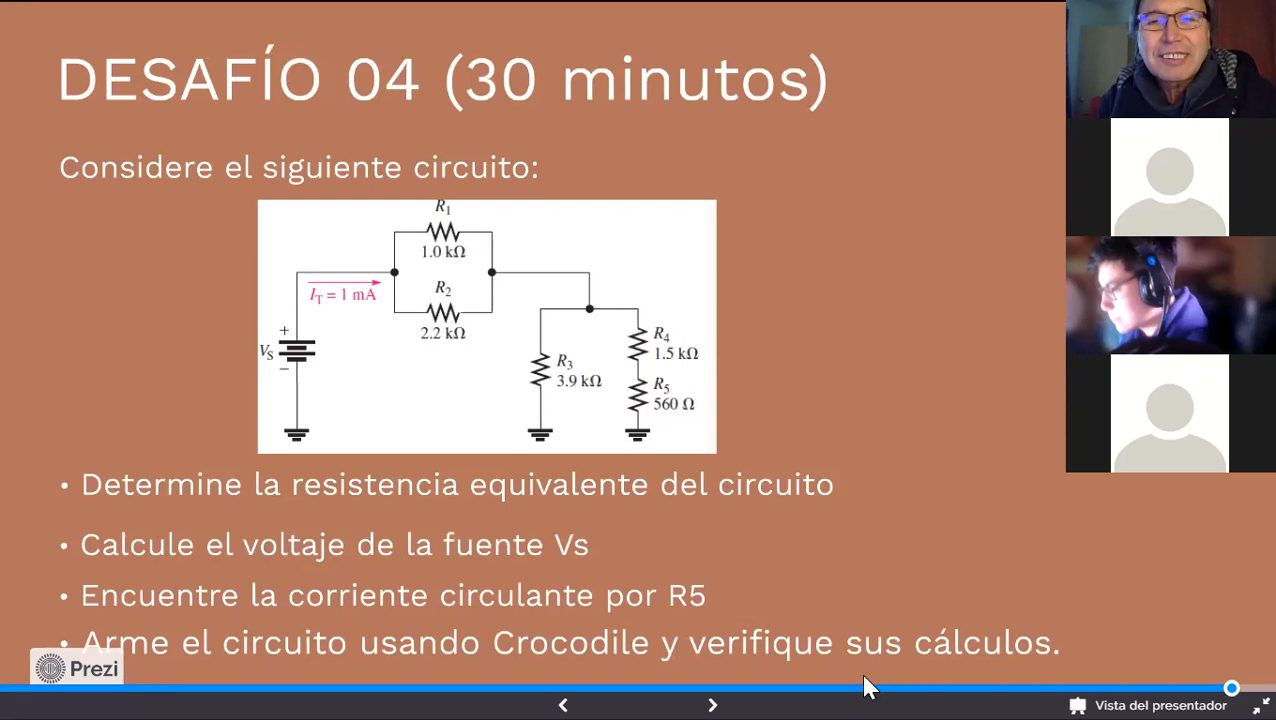 DESAFÍO 04 (30 minutos)
Considere el siguiente circuito:
R1
1.0 kΩ
IT = 1 mA
R2
2.2 kΩ
+
VS
−
R3
3.9 kΩ
R4
1.5 kΩ
R5
560 Ω
• Determine la resistencia equivalente del circuito
• Calcule el voltaje de la fuente Vs
• Encuentre la corriente circulante por R5
• Arme el circuito usando Crocodile y verifique sus cálculos.
Prezi
Vista del presentador